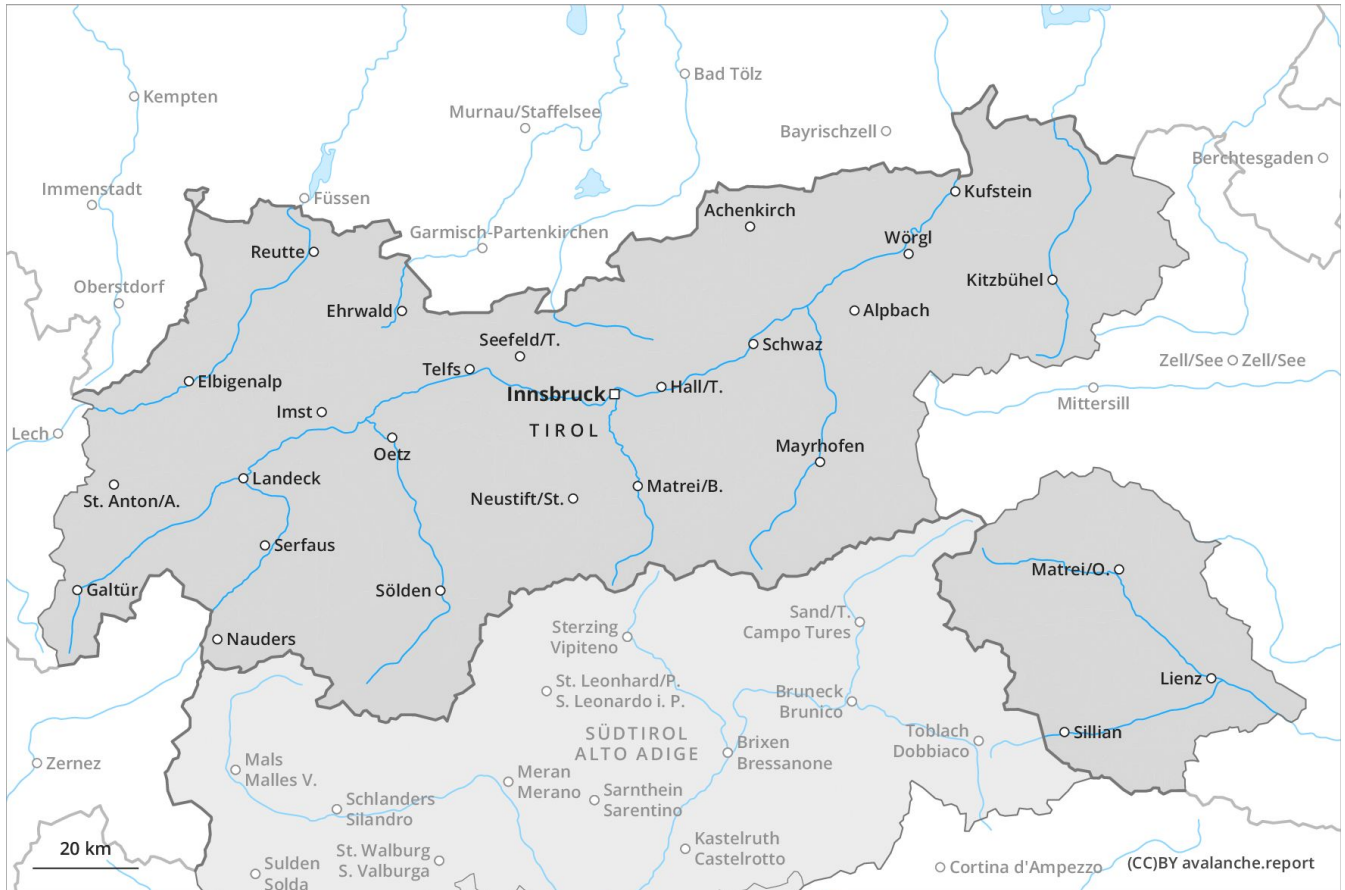 Bad Tölz
Kempten
Murnau/Staffelsee
Bayrischzell
Berchtesgaden
Immenstadt
Füssen
Kufstein
Achenkirch
Garmisch-Partenkirchen
Wörgl
Reutte
Kitzbühel
Oberstdorf
Ehrwald
Alpbach
Seefeld/T.
Schwaz
Zell/See
Zell/See
Telfs
Elbigenalp
Hall/T.
Innsbruck
Mittersill
Imst
TIROL
Lech
Oetz
Mayrhofen
Landeck
Matrei/B.
St. Anton/A.
Neustift/St.
Serfaus
Matrei/O.
Galtür
Sölden
Sand/T.
Campo Tures
Sterzing
Vipiteno
Nauders
Lienz
St. Leonhard/P.
S. Leonardo i. P.
Bruneck
Brunico
SÜDTIROL
ALTO ADIGE
Toblach
Dobbiaco
Sillian
Brixen
Bressanone
Zernez
Mals
Malles V.
Meran
Merano
Sarnthein
Sarentino
Schlanders
Silandro
Kastelruth
Castelrotto
20 km
St. Walburg
S. Valburga
Sulden
Solda
Cortina d'Ampezzo
(CC)BY avalanche.report